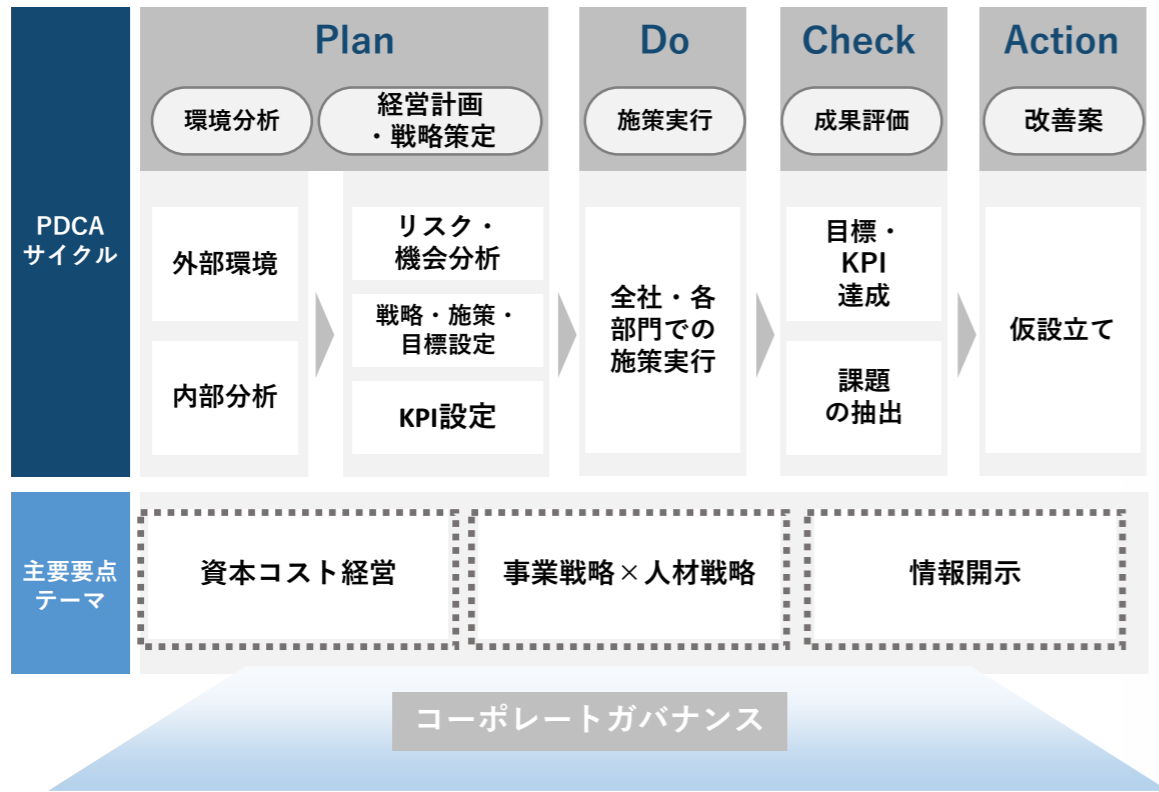 Plan
Do
Check
Action
環境分析
経営計画
・戦略策定
施策実行
成果評価
改善案
PDCA
サイクル
外部環境
内部分析
リスク・
機会分析
戦略・施策・
目標設定
KPI設定
全社・各
部門での
施策実行
目標・
KPI
達成
課題
の抽出
仮設立て
主要要点
テーマ
資本コスト経営
事業戦略×人材戦略
情報開示
コーポレートガバナンス